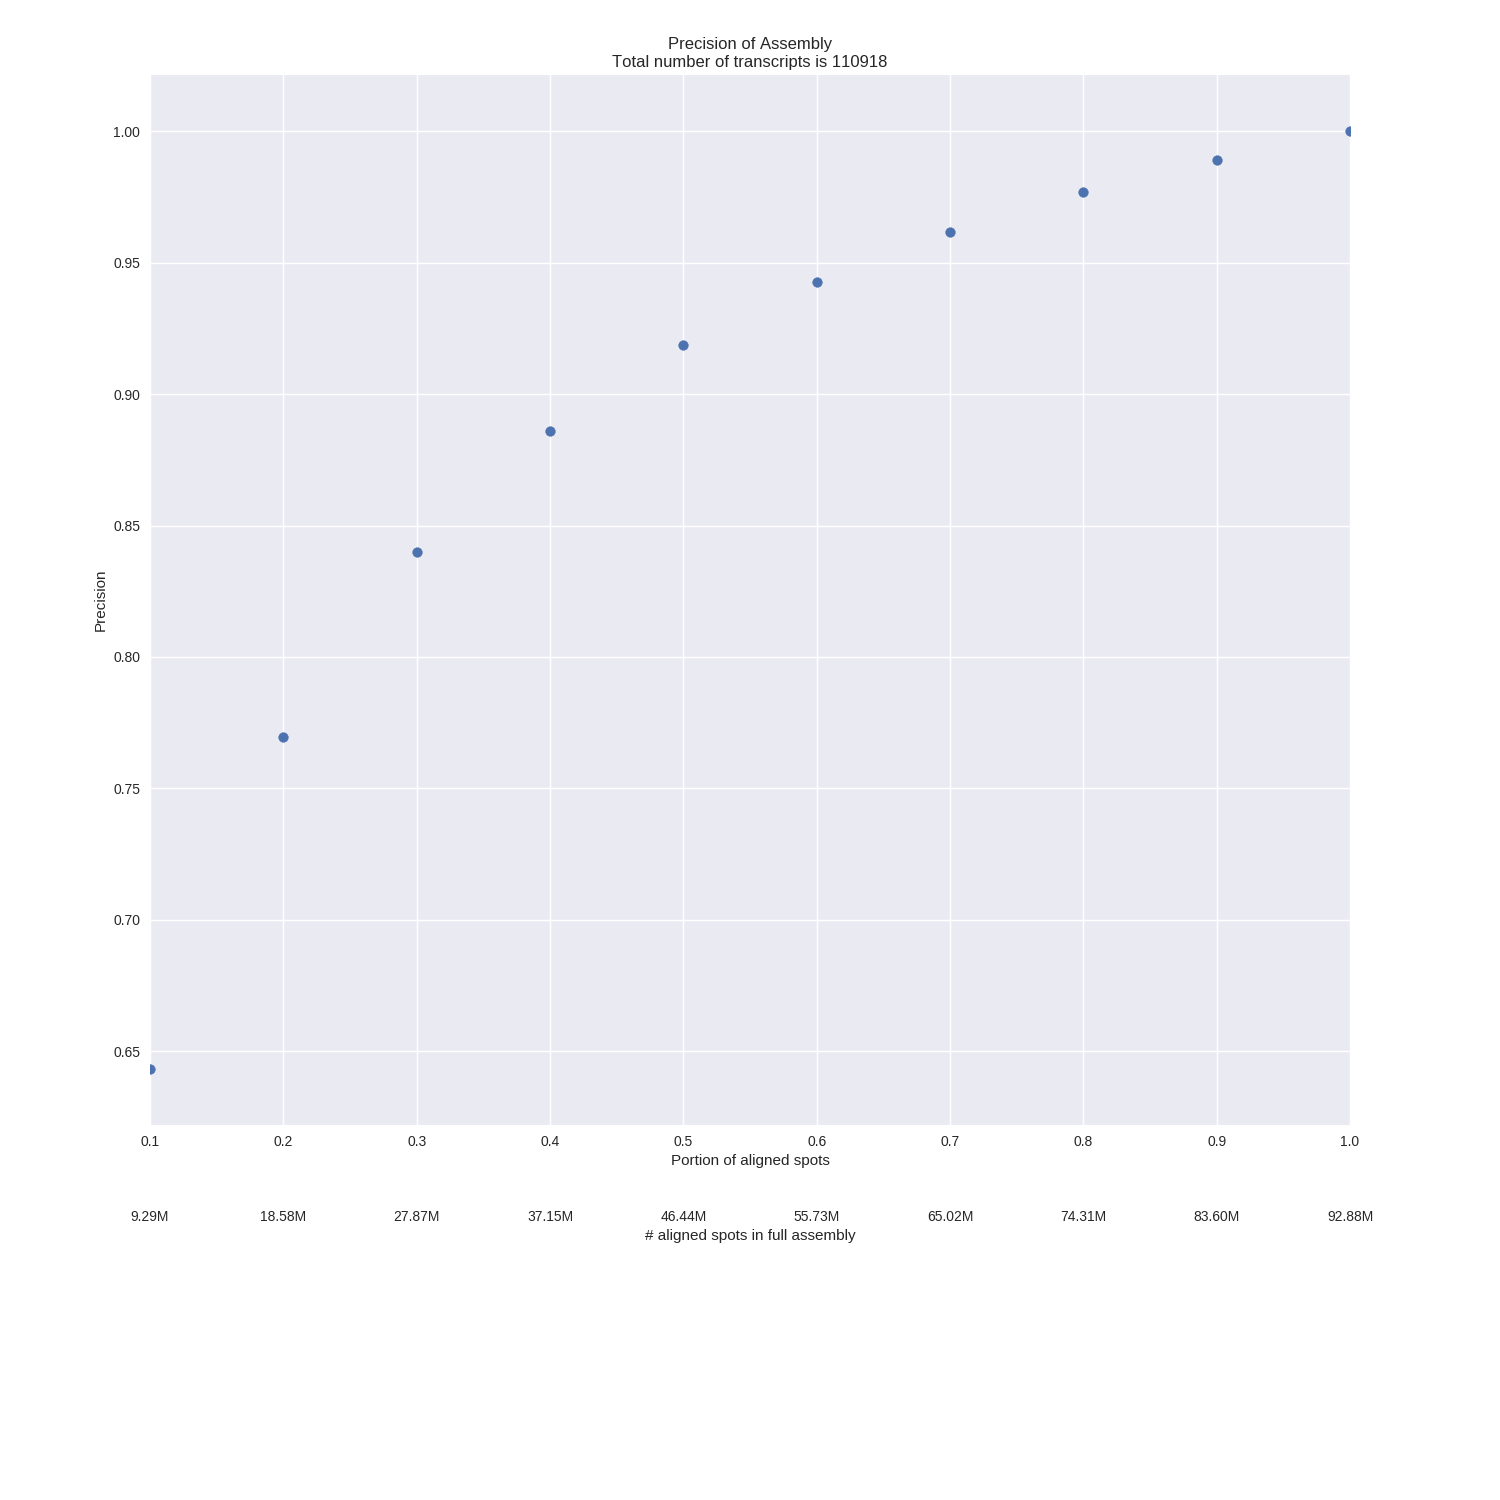 Precision of Assembly
Total number of transcripts is 110918
1.00
0.95
0.90
0.85
0.80
0.75
0.70
0.65
Precision
0.1 0.2 0.3 0.4 0.5 0.6 0.7 0.8 0.9 1.0
Portion of aligned spots
9.29M 18.58M 27.87M 37.15M 46.44M 55.73M 65.02M 74.31M 83.60M 92.88M
# aligned spots in full assembly